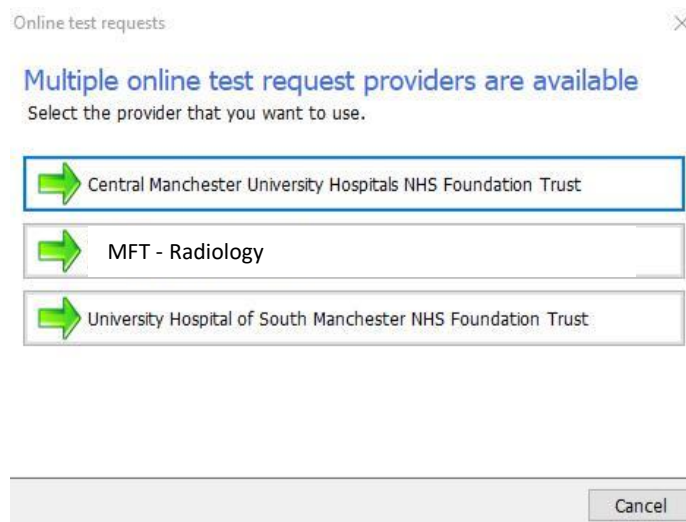 Online test requests
Multiple online test request providers are available
Select the provider that you want to use.
Central Manchester University Hospitals NHS Foundation Trust
MFT - Radiology
University Hospital of South Manchester NHS Foundation Trust
Cancel